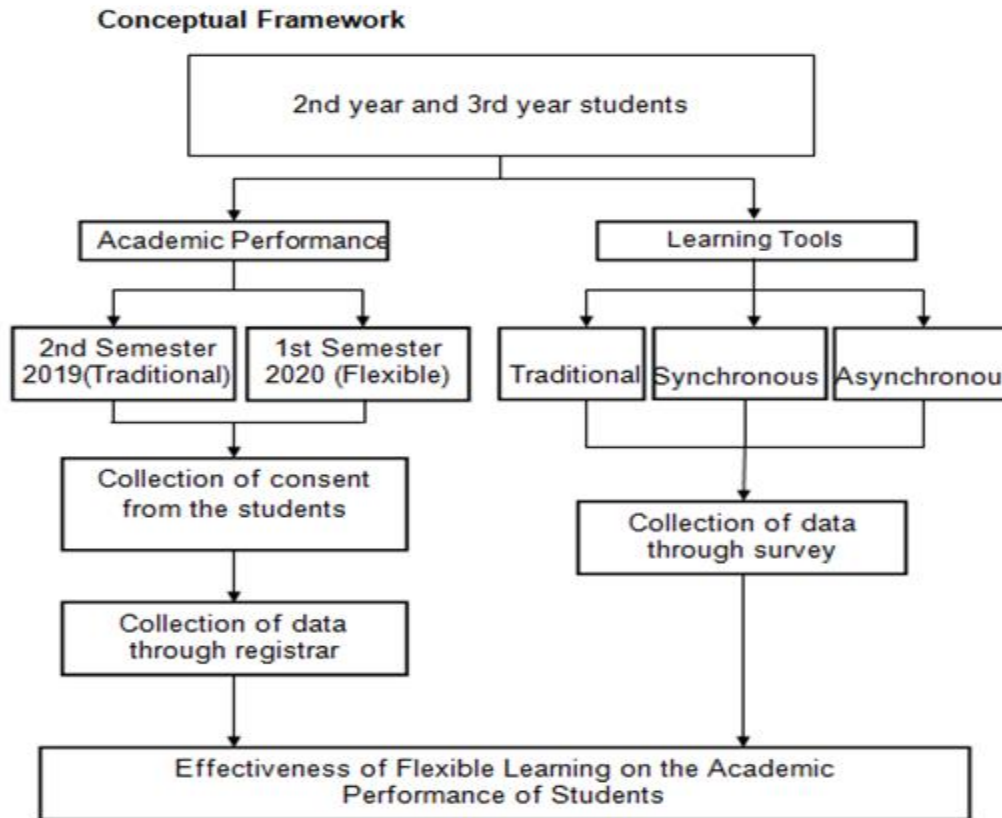 Conceptual Framework
2nd year and 3rd year students
Academic Performance
Learning Tools
2nd Semester
2019(Traditional)
1st Semester
2020 (Flexible)
Traditional
Synchronous
Asynchronou
Collection of consent
from the students
Collection of data
through survey
Collection of data
through registrar
Effectiveness of Flexible Learning on the Academic
Performance of Students